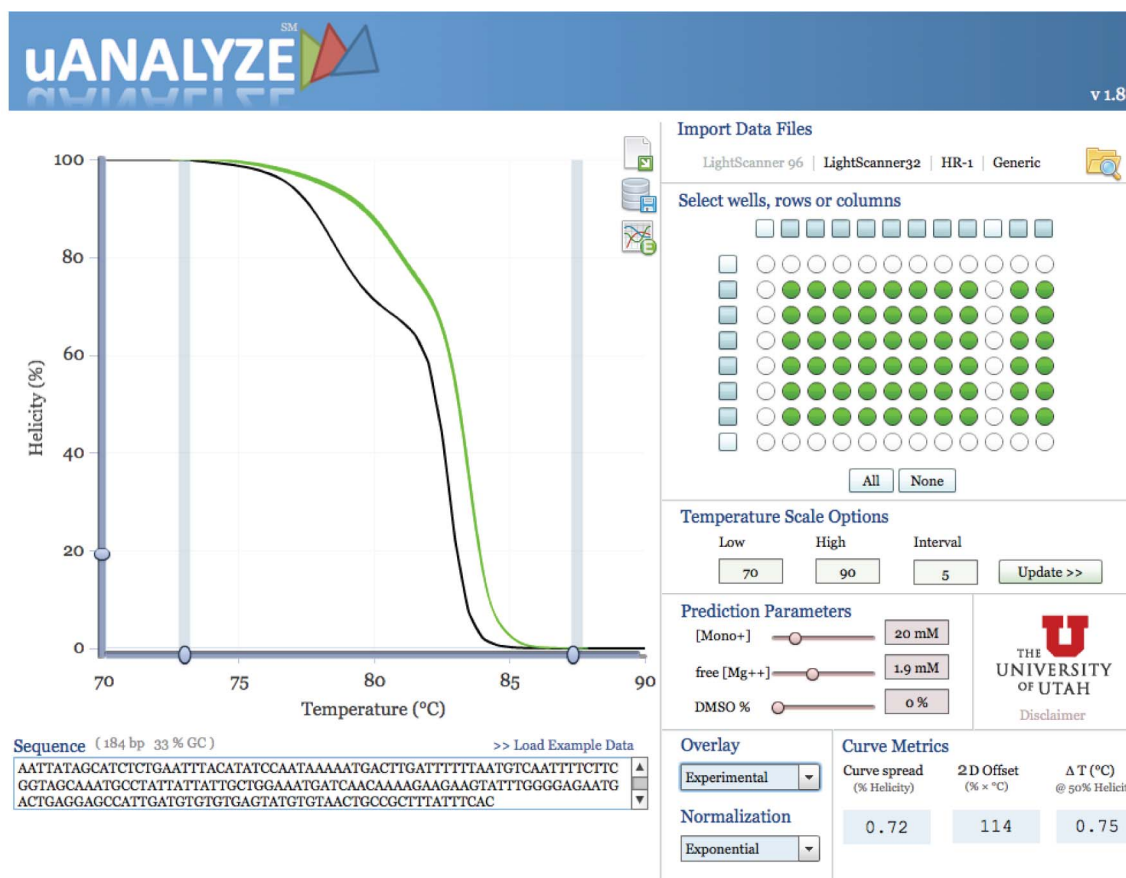 uANALYZE SM
v 1.8
Import Data Files
LightScanner 96 | LightScanner32 | HR-1 | Generic
Select wells, rows or columns
All None
Temperature Scale Options
Low High Interval
70 90 5 Update >>
Prediction Parameters
[Mono+] 20 mM
free [Mg++] 1.9 mM
DMSO % 0 %
THE
UNIVERSITY
OF UTAH
Disclaimer
Helicity (%)
100
80
60
40
20
0
70 75 80 85 90
Temperature (°C)
Sequence ( 184 bp 33 % GC ) >> Load Example Data
AATTATAGCATCTCTGAATTTACATATCCAATAAAAATGACTTGATTTTTTAATGTCAATTTTCTTC
GGTAGCAAATGCCTATTATTATTGCTGGAAATGATCAACAAAAGAAGAAGTATTTGGGGAGAATG
ACTGAGGAGCCATTGATGTGTGTGAGTATGTGTAACTGCCGCTTTATTTCAC
Overlay
Experimental
Normalization
Exponential
Curve Metrics
Curve spread 2D Offset Δ T (°C)
(% Helicity) (% × °C) @ 50% Helicit
0.72 114 0.75